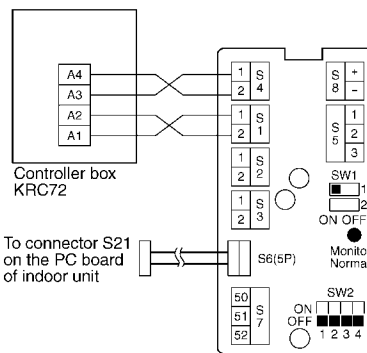 A4
A3
A2
A1
Controller box
KRC72
To connector S21
on the PC board
of indoor unit
1
2
S
4
1
2
S
1
1
2
S
2
1
2
S
3
S6(5P)
50
51
52
S
7
S
8
+
−
S
5
1
2
3
SW1
1
2
ON OFF
Monito
Norma
SW2
ON
OFF
1 2 3 4